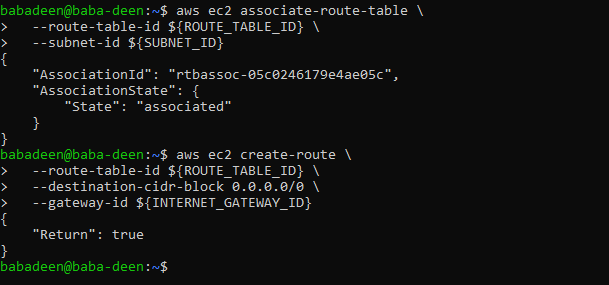 babadeen@baba-deen:~$ aws ec2 associate-route-table \
>   --route-table-id ${ROUTE_TABLE_ID} \
>   --subnet-id ${SUBNET_ID}
{
    "AssociationId": "rtbassoc-05c0246179e4ae05c",
    "AssociationState": {
        "State": "associated"
    }
}
babadeen@baba-deen:~$ aws ec2 create-route \
>   --route-table-id ${ROUTE_TABLE_ID} \
>   --destination-cidr-block 0.0.0.0/0 \
>   --gateway-id ${INTERNET_GATEWAY_ID}
{
    "Return": true
}
babadeen@baba-deen:~$